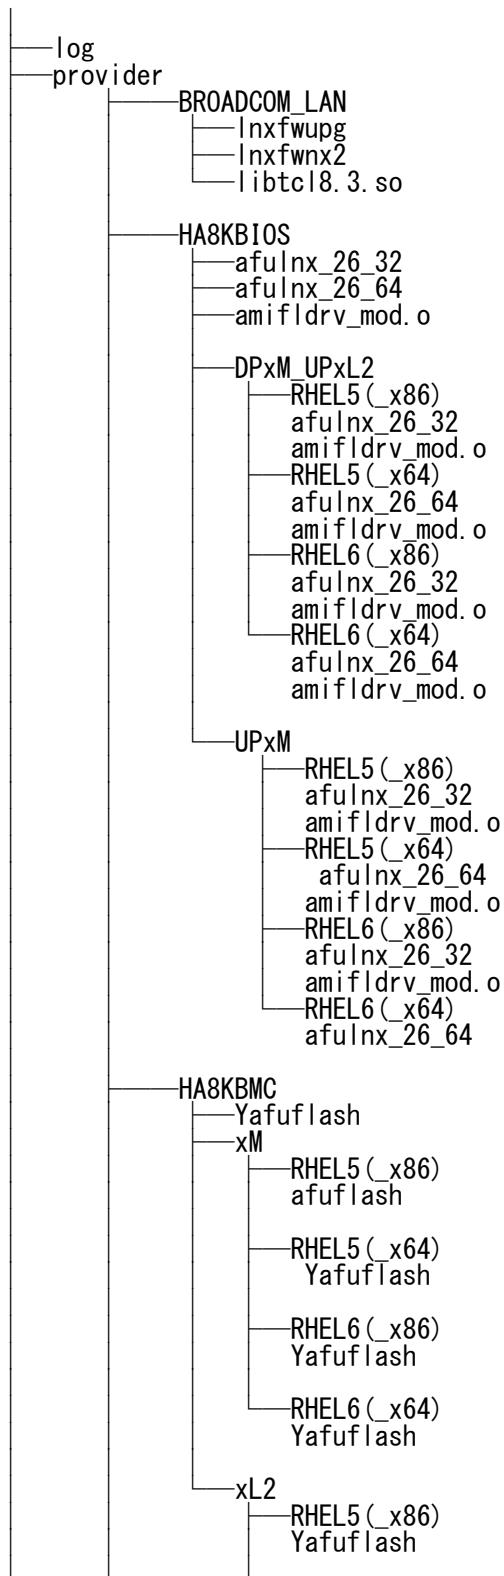 log
provider
BROADCOM_LAN
lnxfwupg
lnxfwnx2
libtcl8.3.so
HA8KBIOS
afulnx_26_32
afulnx_26_64
amifldrv_mod.o
DPxM_UPxL2
RHEL5(_x86)
afulnx_26_32
amifldrv_mod.o
RHEL5(_x64)
afulnx_26_64
amifldrv_mod.o
RHEL6(_x86)
afulnx_26_32
amifldrv_mod.o
RHEL6(_x64)
afulnx_26_64
amifldrv_mod.o
UPxM
RHEL5(_x86)
afulnx_26_32
amifldrv_mod.o
RHEL5(_x64)
afulnx_26_64
amifldrv_mod.o
RHEL6(_x86)
afulnx_26_32
amifldrv_mod.o
RHEL6(_x64)
afulnx_26_64
HA8KBMC
Yafuflash
xM
RHEL5(_x86)
afuflash
RHEL5(_x64)
Yafuflash
RHEL6(_x86)
Yafuflash
RHEL6(_x64)
Yafuflash
xL2
RHEL5(_x86)
Yafuflash